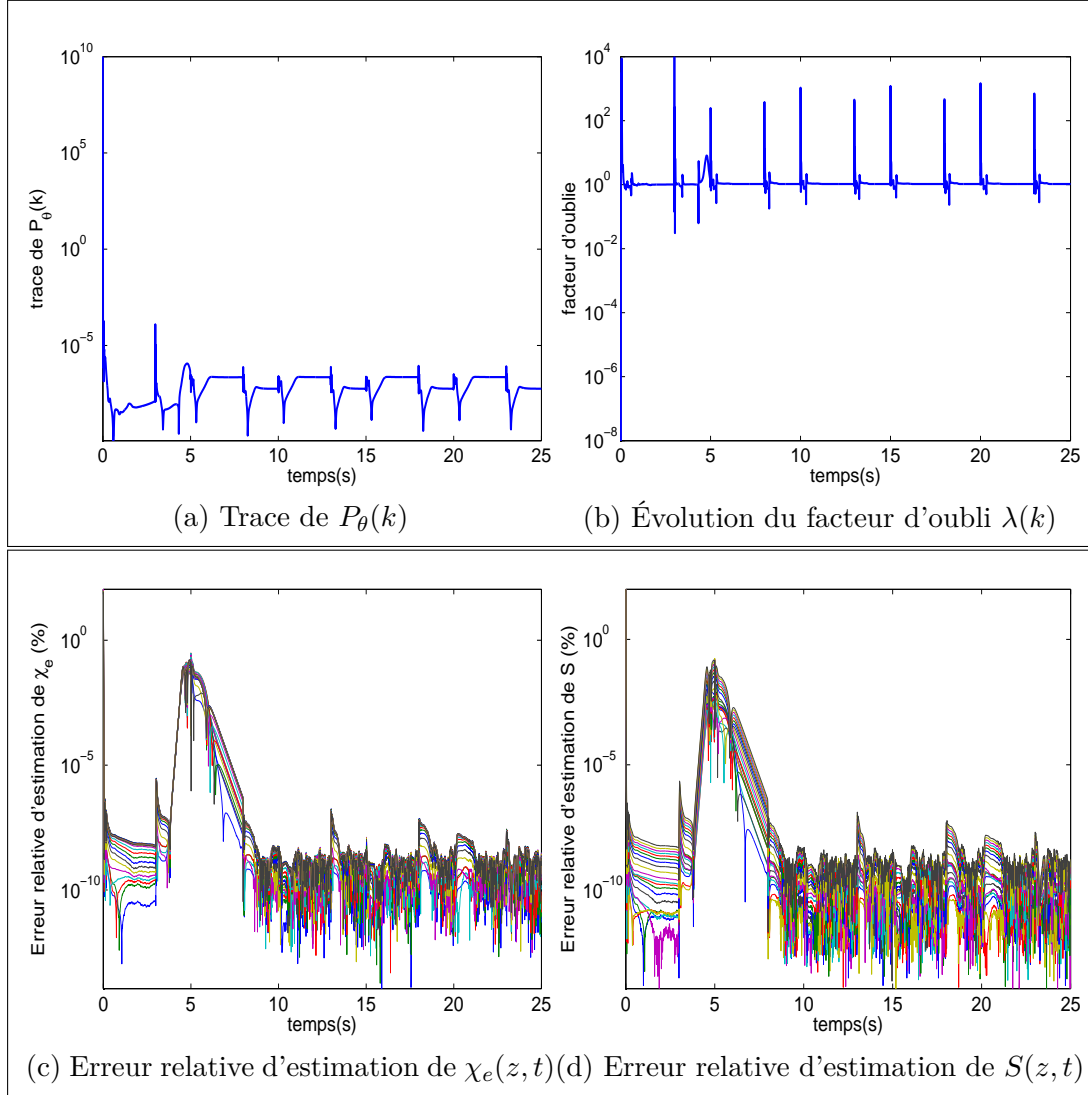 10^10
10^5
10^0
10^−5
trace de P_θ(k)
0 5 10 15 20 25
temps(s)
(a) Trace de P_θ(k)
10^4
10^2
10^0
10^−2
10^−4
10^−6
10^−8
facteur d'oublie
0 5 10 15 20 25
temps(s)
(b) Évolution du facteur d'oubli λ(k)
10^0
10^−5
10^−10
Erreur relative d'estimation de χ_e (%)
0 5 10 15 20 25
temps(s)
(c) Erreur relative d'estimation de χ_e(z, t)
10^0
10^−5
10^−10
Erreur relative d'estimation de S (%)
0 5 10 15 20 25
temps(s)
(d) Erreur relative d'estimation de S(z, t)